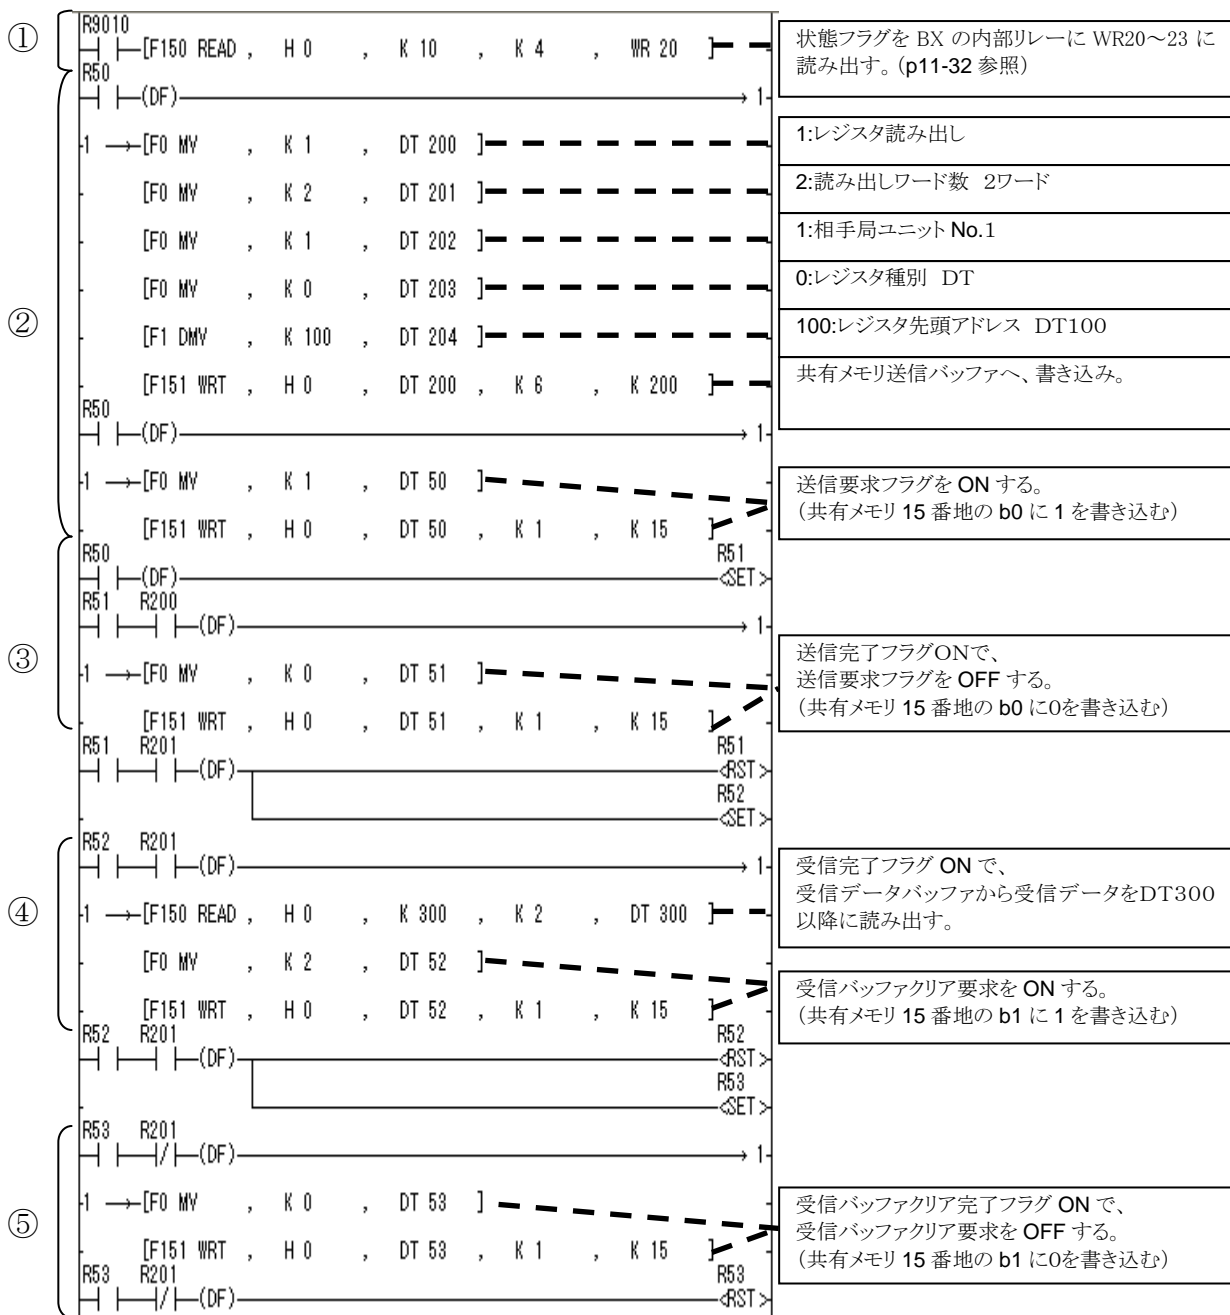 ①
R9010
[F150 READ , H 0 , K 10 , K 4 , WR 20 ]
状態フラグを BX の内部リレーに WR20～23 に
読み出す。(p11-32 参照)
②
R50
(DF) 1
1 [F0 MV , K 1 , DT 200 ]
1:レジスタ読み出し
[F0 MV , K 2 , DT 201 ]
2:読み出しワード数 2ワード
[F0 MV , K 1 , DT 202 ]
1:相手局ユニット No.1
[F0 MV , K 0 , DT 203 ]
0:レジスタ種別 DT
[F1 DMV , K 100 , DT 204 ]
100:レジスタ先頭アドレス DT100
[F151 WRT , H 0 , DT 200 , K 6 , K 200 ]
共有メモリ送信バッファへ、書き込み。
R50
(DF) 1
1 [F0 MV , K 1 , DT 50 ]
[F151 WRT , H 0 , DT 50 , K 1 , K 15 ]
送信要求フラグを ON する。
(共有メモリ 15 番地の b0 に 1 を書き込む)
③
R50 R51
(DF) <SET>
R51 R200
(DF) 1
1 [F0 MV , K 0 , DT 51 ]
[F151 WRT , H 0 , DT 51 , K 1 , K 15 ]
送信完了フラグONで、
送信要求フラグを OFF する。
(共有メモリ 15 番地の b0 に0を書き込む)
R51 R201 R51
(DF) <RST>
R52
<SET>
④
R52 R201
(DF) 1
1 [F150 READ , H 0 , K 300 , K 2 , DT 300 ]
受信完了フラグ ON で、
受信データバッファから受信データをDT300
以降に読み出す。
[F0 MV , K 2 , DT 52 ]
[F151 WRT , H 0 , DT 52 , K 1 , K 15 ]
受信バッファクリア要求を ON する。
(共有メモリ 15 番地の b1 に 1 を書き込む)
R52 R201 R52
(DF) <RST>
R53
<SET>
⑤
R53 R201
(DF) 1
1 [F0 MV , K 0 , DT 53 ]
[F151 WRT , H 0 , DT 53 , K 1 , K 15 ]
受信バッファクリア完了フラグ ON で、
受信バッファクリア要求を OFF する。
(共有メモリ 15 番地の b1 に0を書き込む)
R53 R201 R53
(DF) <RST>